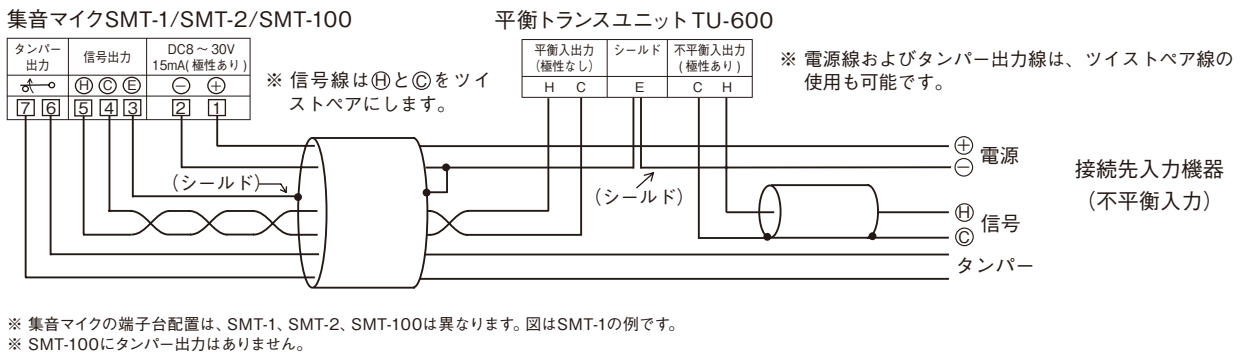 集音マイクSMT-1/SMT-2/SMT-100
タンパー
出力
信号出力
DC8～30V
15mA(極性あり)
Ⓗ Ⓒ Ⓔ ⊖ ⊕
7 6 5 4 3 2 1
※ 信号線はⒽとⒸをツイ
ストペアにします。
平衡トランスユニットTU-600
平衡入出力
(極性なし)
シールド
不平衡入出力
(極性あり)
H C E C H
※ 電源線およびタンパー出力線は、ツイストペア線の
使用も可能です。
(シールド)
(シールド)
⊕
⊖
電源
Ⓗ
Ⓒ
信号
タンパー
接続先入力機器
(不平衡入力)
※ 集音マイクの端子台配置は、SMT-1、SMT-2、SMT-100は異なります。図はSMT-1の例です。
※ SMT-100にタンパー出力はありません。